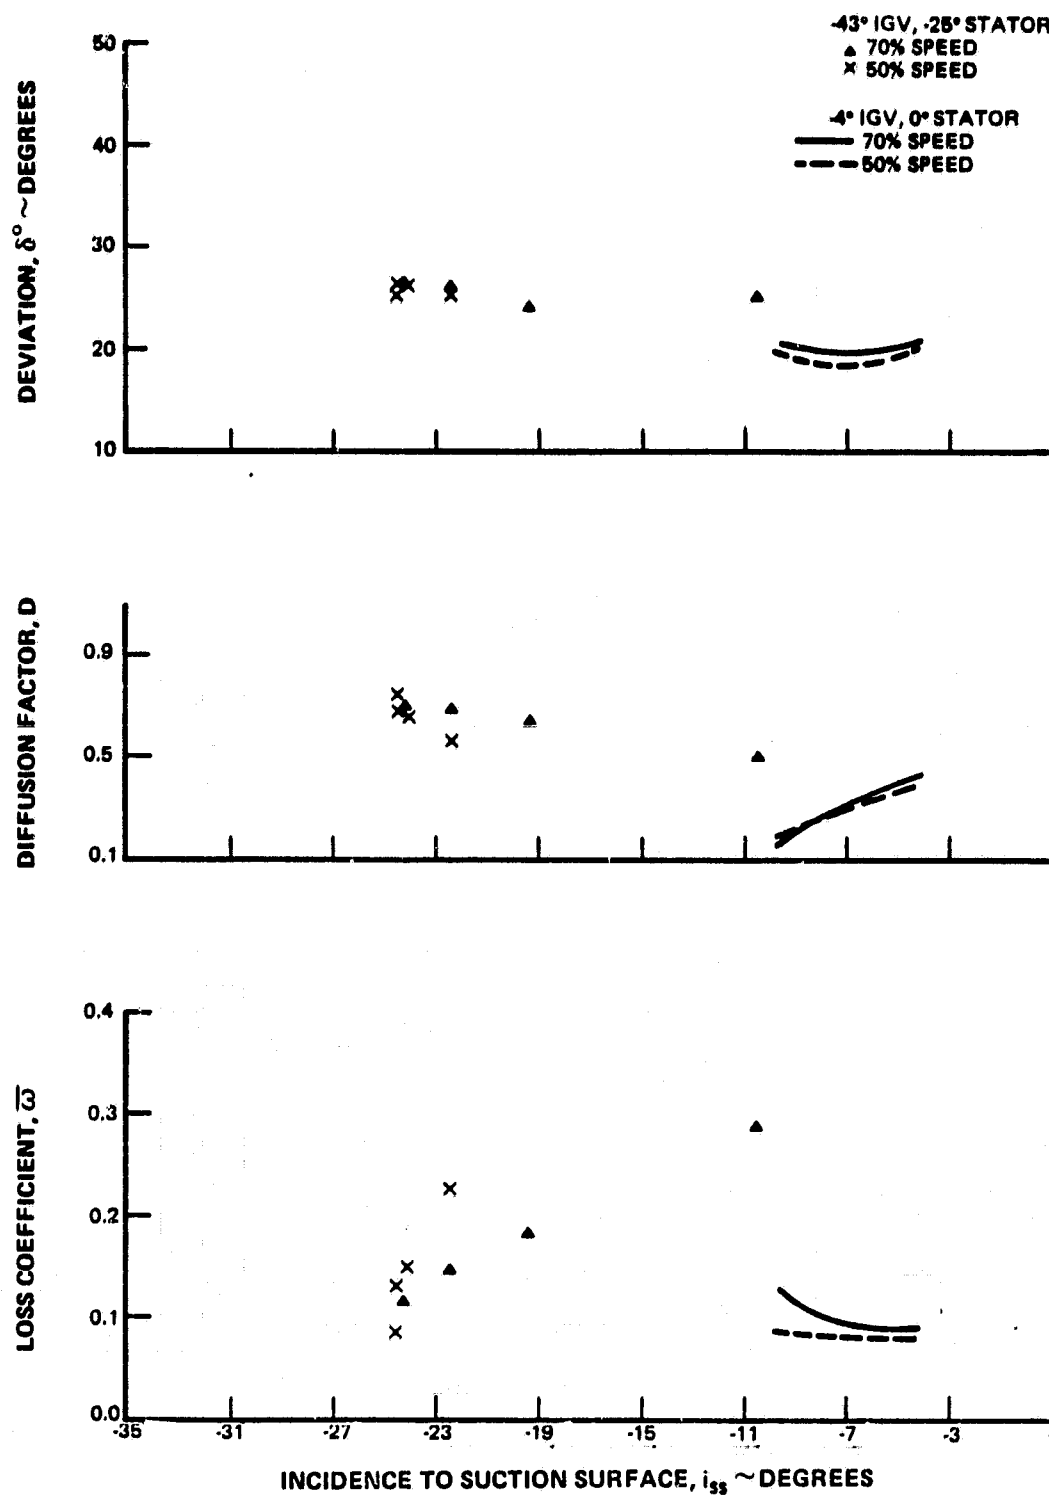 -43° IGV, -25° STATOR
▲ 70% SPEED
× 50% SPEED
-4° IGV, 0° STATOR
70% SPEED
50% SPEED
DEVIATION, δ° ~ DEGREES
50
40
30
20
10
DIFFUSION FACTOR, D
0.9
0.5
0.1
LOSS COEFFICIENT, ω̅
0.4
0.3
0.2
0.1
0.0
-35 -31 -27 -23 -19 -15 -11 -7 -3
INCIDENCE TO SUCTION SURFACE, iss ~ DEGREES